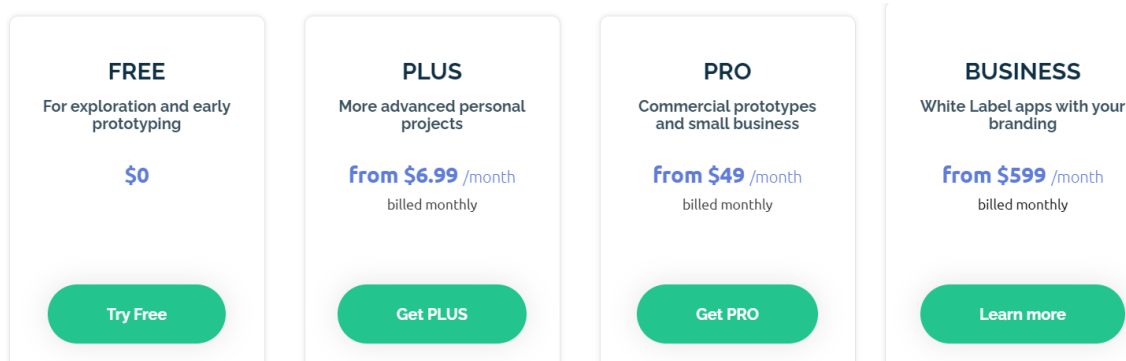 FREE
For exploration and early
prototyping
$0
Try Free
PLUS
More advanced personal
projects
from $6.99 /month
billed monthly
Get PLUS
PRO
Commercial prototypes
and small business
from $49 /month
billed monthly
Get PRO
BUSINESS
White Label apps with your
branding
from $599 /month
billed monthly
Learn more